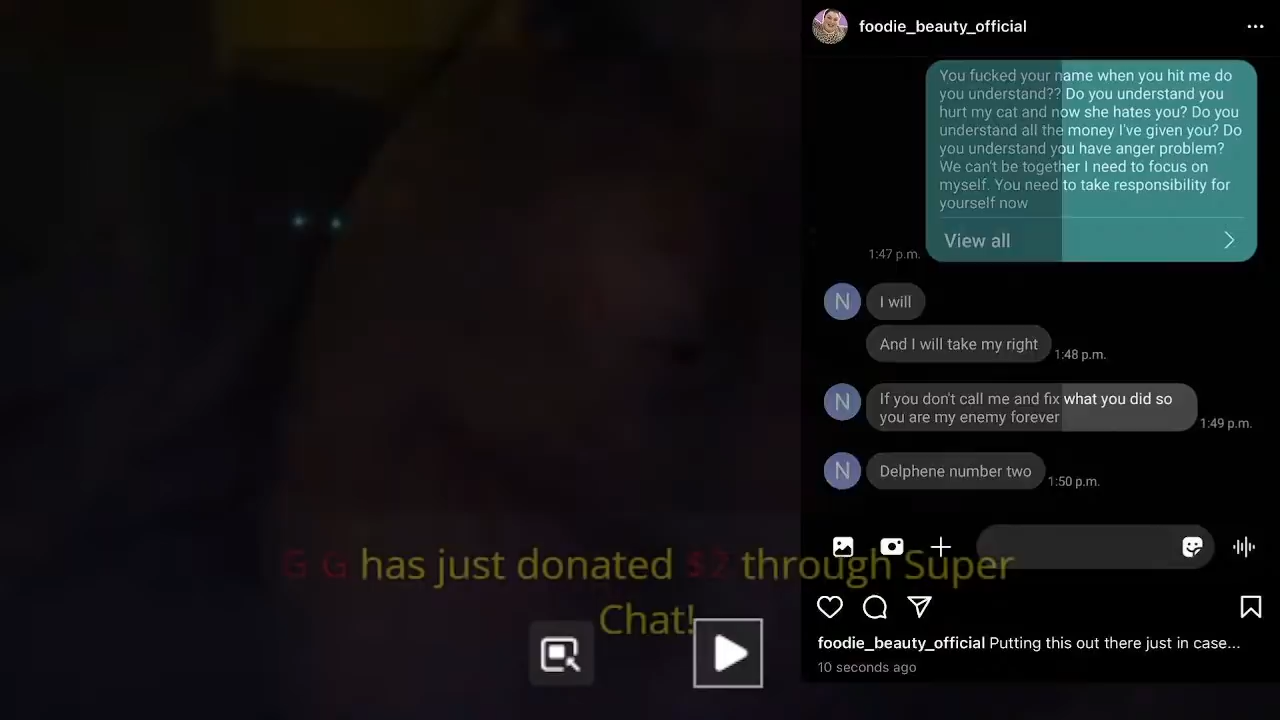 foodie_beauty_official
You fucked your name when you hit me do
you understand?? Do you understand you
hurt my cat and now she hates you? Do you
understand all the money I've given you? Do
you understand you have anger problem?
We can't be together I need to focus on
myself. You need to take responsibility for
yourself now
View all
1:47 p.m.
N
I will
And I will take my right
1:48 p.m.
N
If you don't call me and fix what you did so
you are my enemy forever
1:49 p.m.
N
Delphene number two
1:50 p.m.
G G has just donated $2 through Super
Chat!
foodie_beauty_official Putting this out there just in case...
10 seconds ago